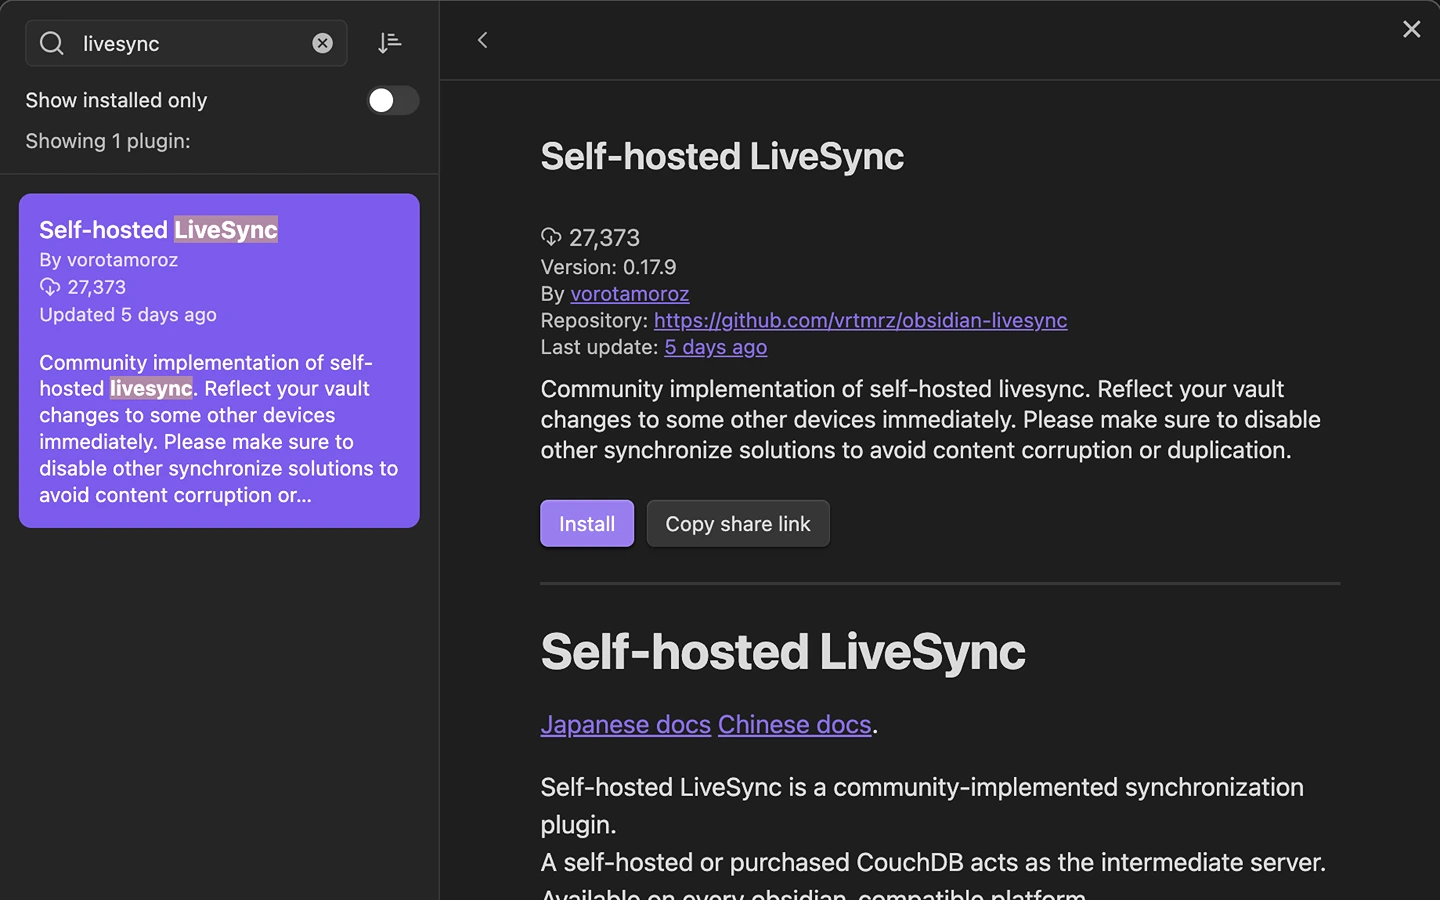 livesync
Show installed only
Showing 1 plugin:
Self-hosted LiveSync
By vorotamoroz
27,373
Updated 5 days ago
Community implementation of self-
hosted livesync. Reflect your vault
changes to some other devices
immediately. Please make sure to
disable other synchronize solutions to
avoid content corruption or...
Self-hosted LiveSync
27,373
Version: 0.17.9
By vorotamoroz
Repository: https://github.com/vrtmrz/obsidian-livesync
Last update: 5 days ago
Community implementation of self-hosted livesync. Reflect your vault
changes to some other devices immediately. Please make sure to disable
other synchronize solutions to avoid content corruption or duplication.
Install
Copy share link
Self-hosted LiveSync
Japanese docs Chinese docs.
Self-hosted LiveSync is a community-implemented synchronization
plugin.
A self-hosted or purchased CouchDB acts as the intermediate server.
Available on every obsidian-compatible platform.